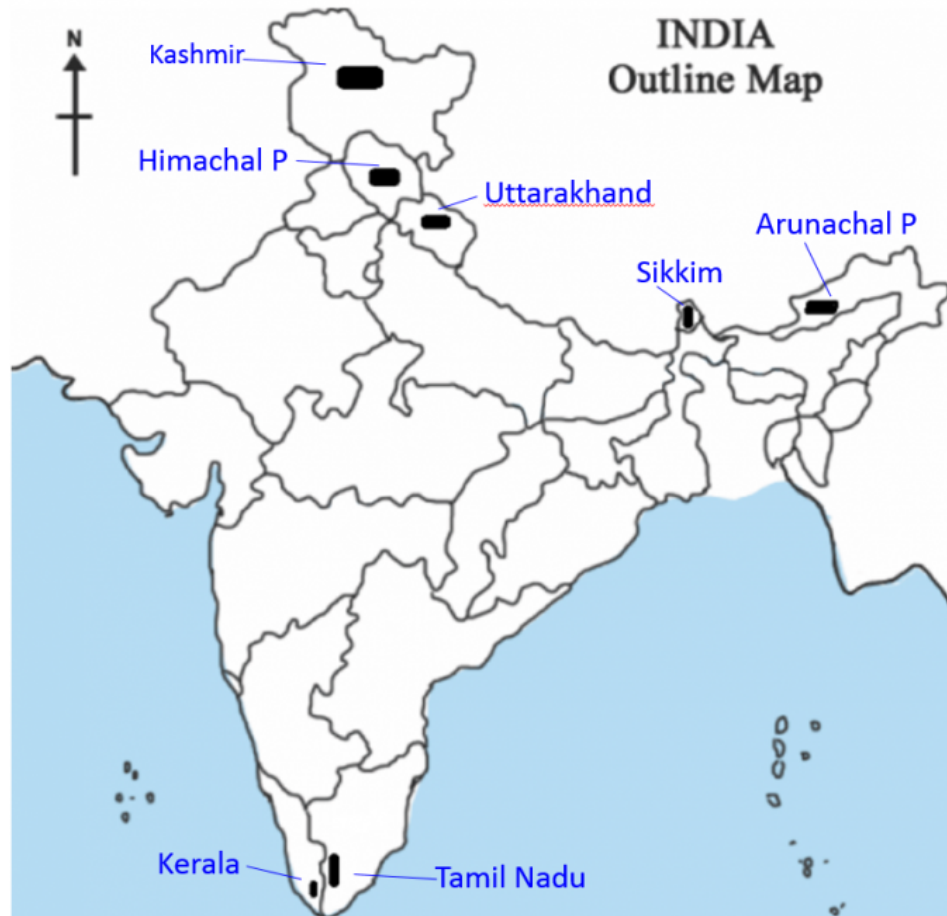 N
INDIA
Outline Map
Kashmir
Himachal P
Uttarakhand
Arunachal P
Sikkim
Kerala
Tamil Nadu